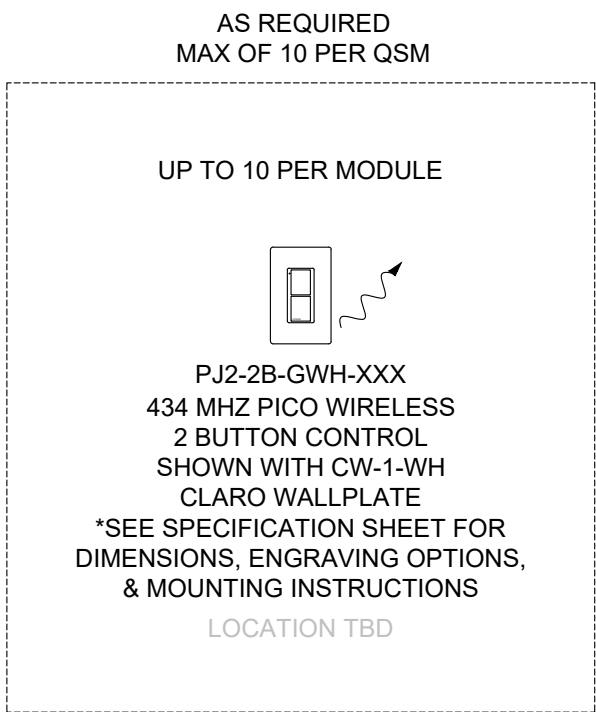 AS REQUIRED
MAX OF 10 PER QSM
UP TO 10 PER MODULE
PJ2-2B-GWH-XXX
434 MHZ PICO WIRELESS
2 BUTTON CONTROL
SHOWN WITH CW-1-WH
CLARO WALLPLATE
*SEE SPECIFICATION SHEET FOR
DIMENSIONS, ENGRAVING OPTIONS,
& MOUNTING INSTRUCTIONS
LOCATION TBD